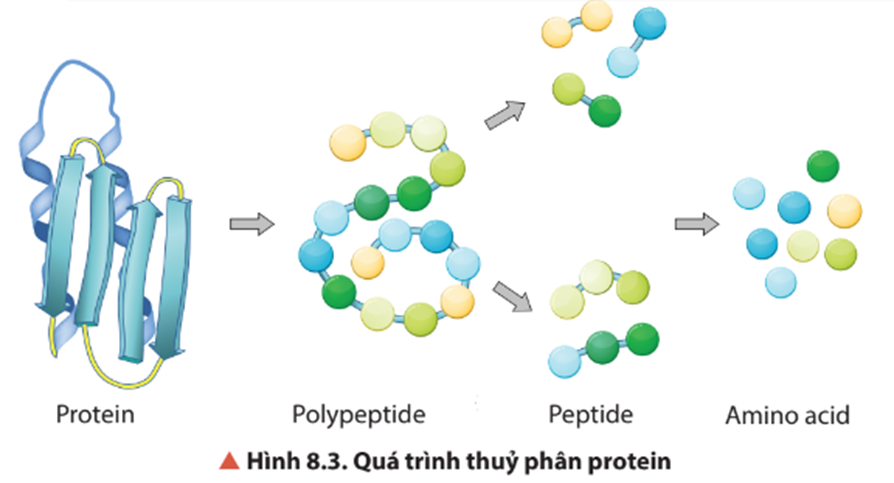 Protein
Polypeptide
Peptide
Amino acid
▲ Hình 8.3. Quá trình thuỷ phân protein